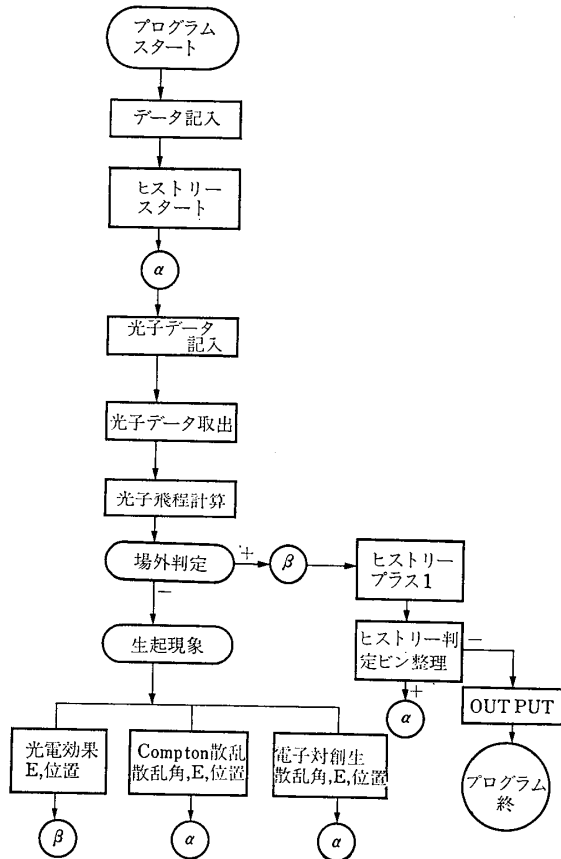 プログラム
スタート
データ記入
ヒストリー
スタート
α
光子データ
記入
光子データ取出
光子飛程計算
場外判定
+
β
ヒストリー
プラス1
−
生起現象
ヒストリー判
定ビン整理
−
+
α
OUT PUT
プログラム
終
光電効果
E,位置
Compton散乱
散乱角,E,位置
電子対創生
散乱角,E,位置
β
α
α